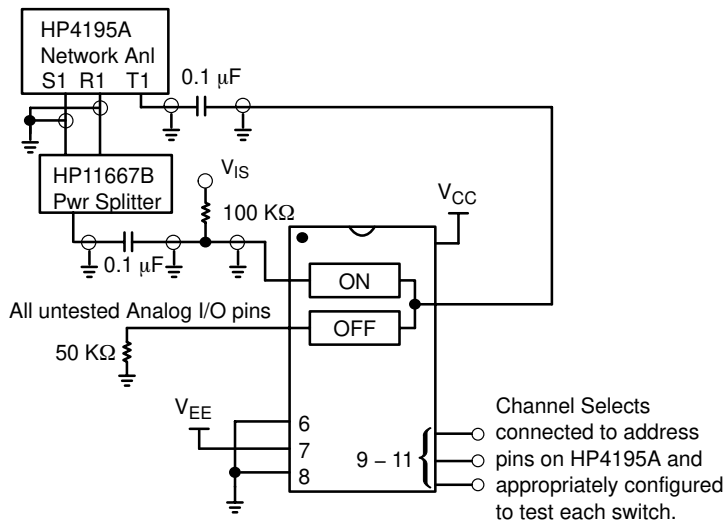 HP4195A
Network Anl
S1 R1 T1
0.1 μF
HP11667B
Pwr Splitter
VIS
100 KΩ
VCC
0.1 μF
ON
All untested Analog I/O pins
OFF
50 KΩ
VEE
6
7
8
9 – 11
Channel Selects
connected to address
pins on HP4195A and
appropriately configured
to test each switch.